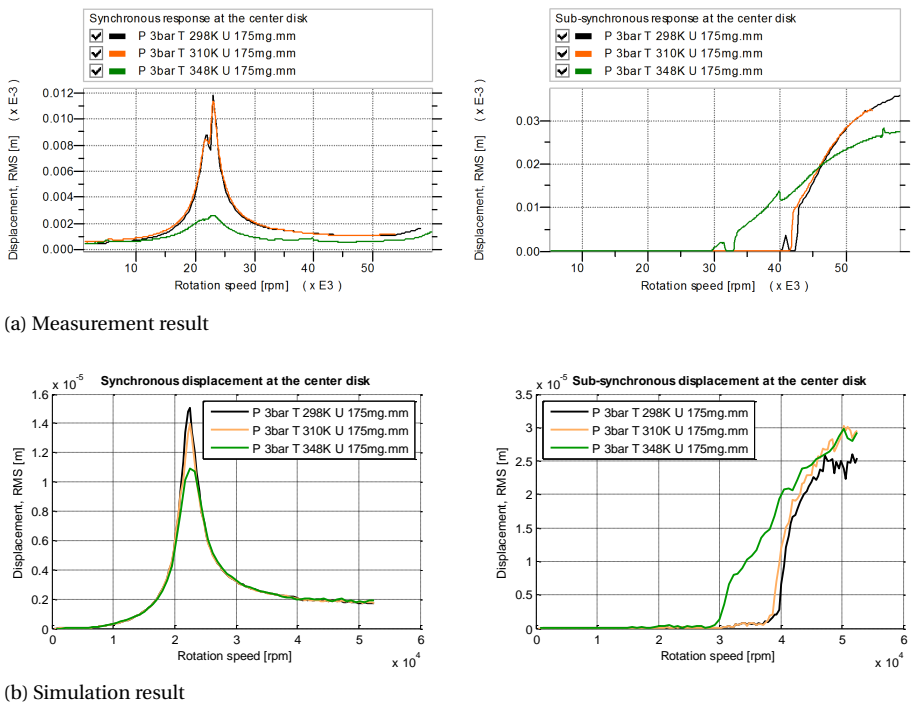 Synchronous response at the center disk
P 3bar T 298K U 175mg.mm
P 3bar T 310K U 175mg.mm
P 3bar T 348K U 175mg.mm
Displacement, RMS [m] ( x E-3 )
0.012
0.010
0.008
0.006
0.004
0.002
0.000
10 20 30 40 50
Rotation speed [rpm] ( x E3 )
Sub-synchronous response at the center disk
P 3bar T 298K U 175mg.mm
P 3bar T 310K U 175mg.mm
P 3bar T 348K U 175mg.mm
Displacement, RMS [m] ( x E-3 )
0.03
0.02
0.01
0.00
10 20 30 40 50
Rotation speed [rpm] ( x E3 )
(a) Measurement result
x 10^-5
Synchronous displacement at the center disk
P 3bar T 298K U 175mg.mm
P 3bar T 310K U 175mg.mm
P 3bar T 348K U 175mg.mm
Displacement, RMS [m]
1.6
1.4
1.2
1
0.8
0.6
0.4
0.2
0
0 1 2 3 4 5 6
x 10^4
Rotation speed [rpm]
x 10^-5
Sub-synchronous displacement at the center disk
P 3bar T 298K U 175mg.mm
P 3bar T 310K U 175mg.mm
P 3bar T 348K U 175mg.mm
Displacement, RMS [m]
3.5
3
2.5
2
1.5
1
0.5
0
0 1 2 3 4 5 6
x 10^4
Rotation speed [rpm]
(b) Simulation result